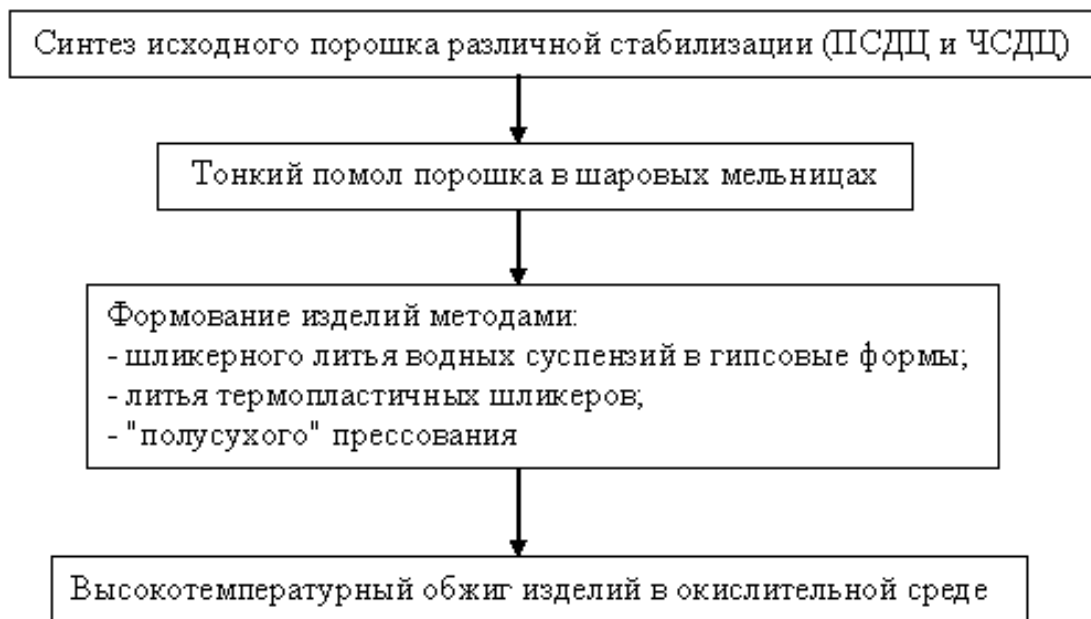 Синтез исходного порошка различной стабилизации (ПСДЦ и ЧСДЦ)
Тонкий помол порошка в шаровых мельницах
Формование изделий методами:
- шликерного литья водных суспензий в гипсовые формы;
- литья термопластичных шликеров;
- "полусухого" прессования
Высокотемпературный обжиг изделий в окислительной среде